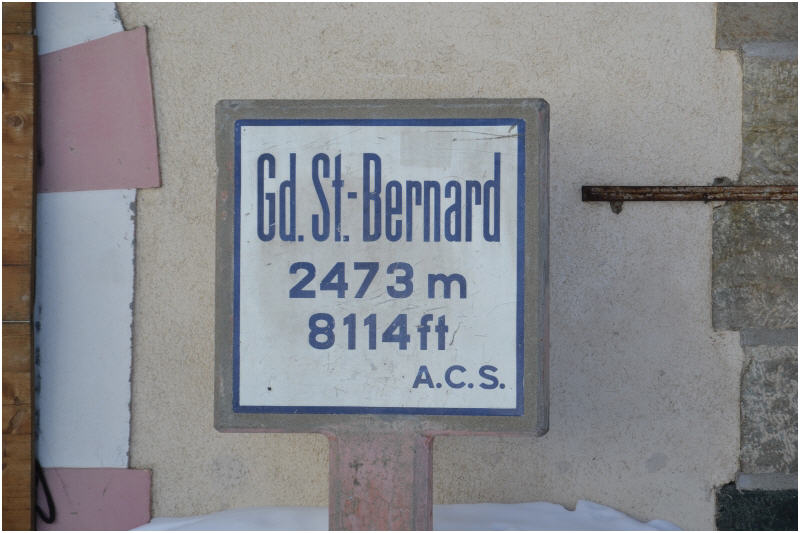 Gd. St.-Bernard
2473 m
8114 ft
A.C.S.